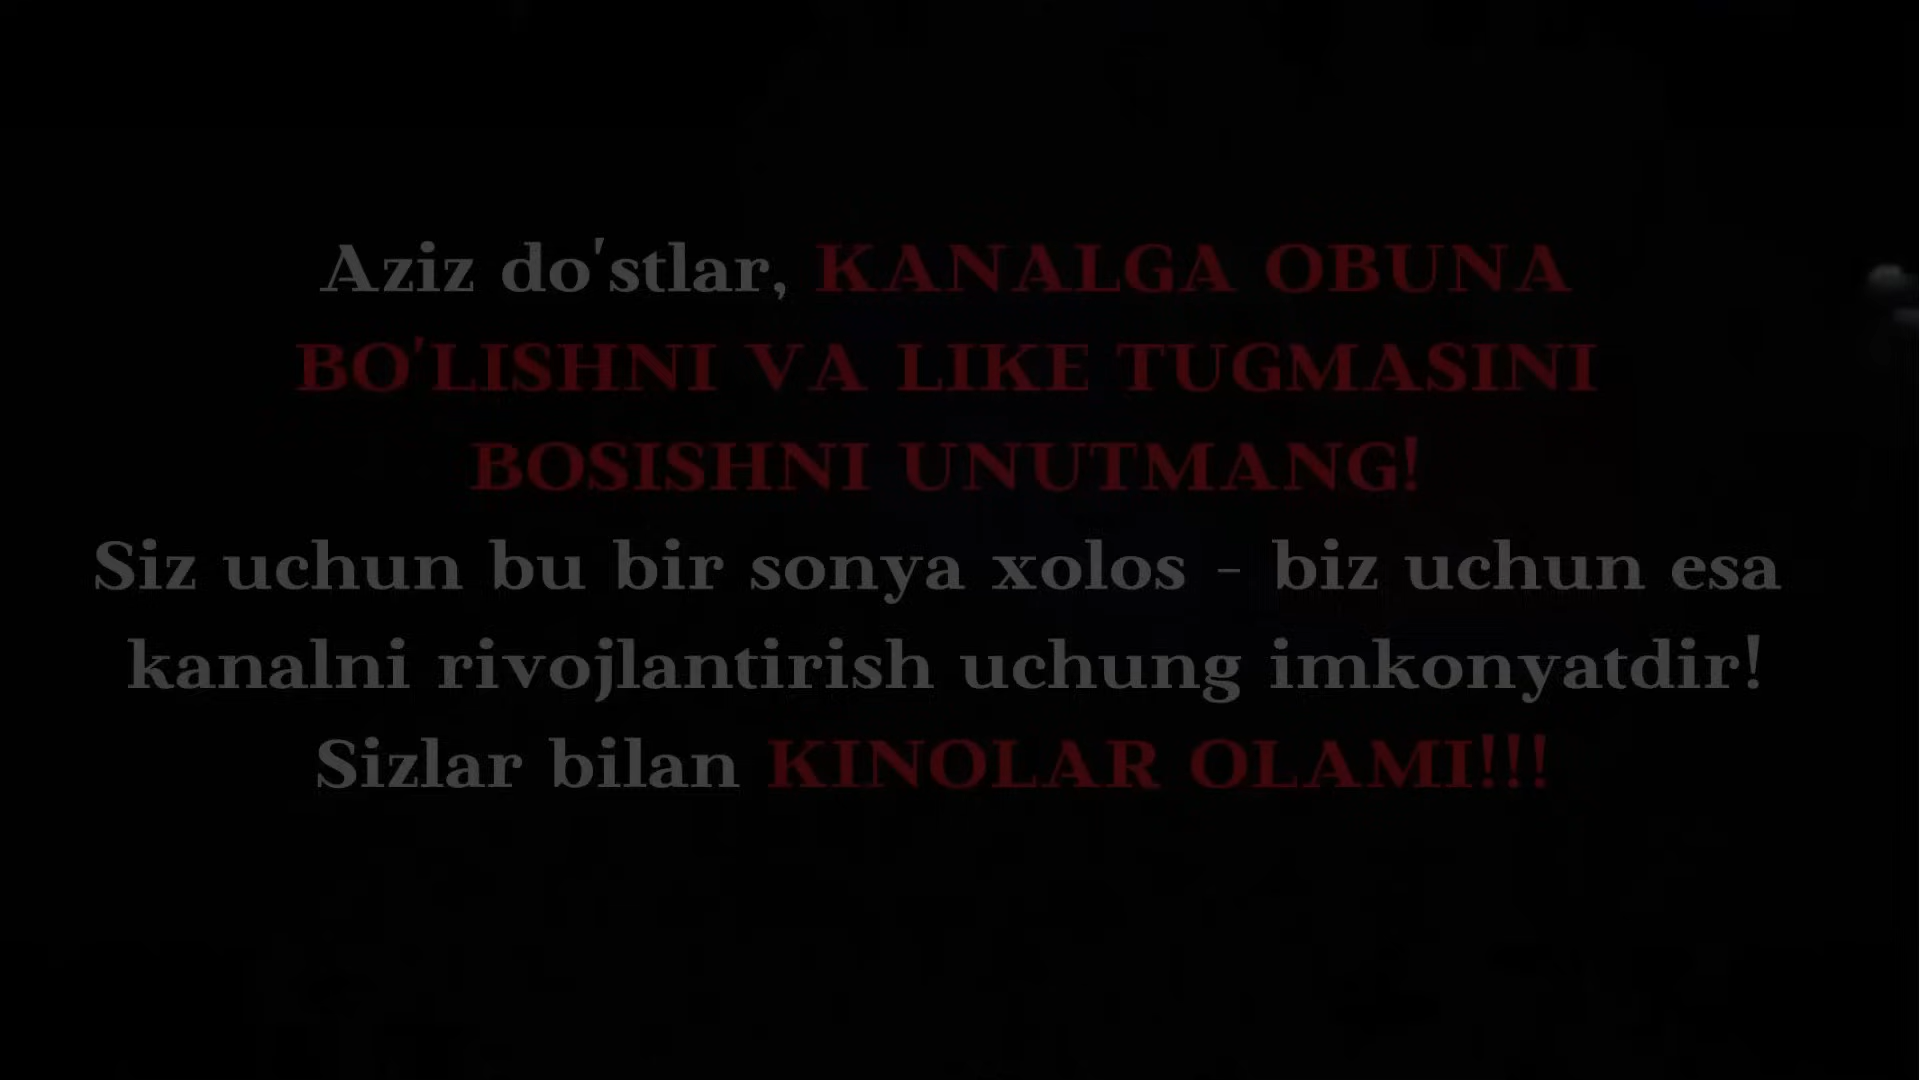 Aziz do'stlar, KANALGA OBUNA
BO'LISHNI VA LIKE TUGMASINI
BOSISHNI UNUTMANG!
Siz uchun bu bir sonya xolos - biz uchun esa
kanalni rivojlantirish uchung imkonyatdir!
Sizlar bilan KINOLAR OLAMI!!!